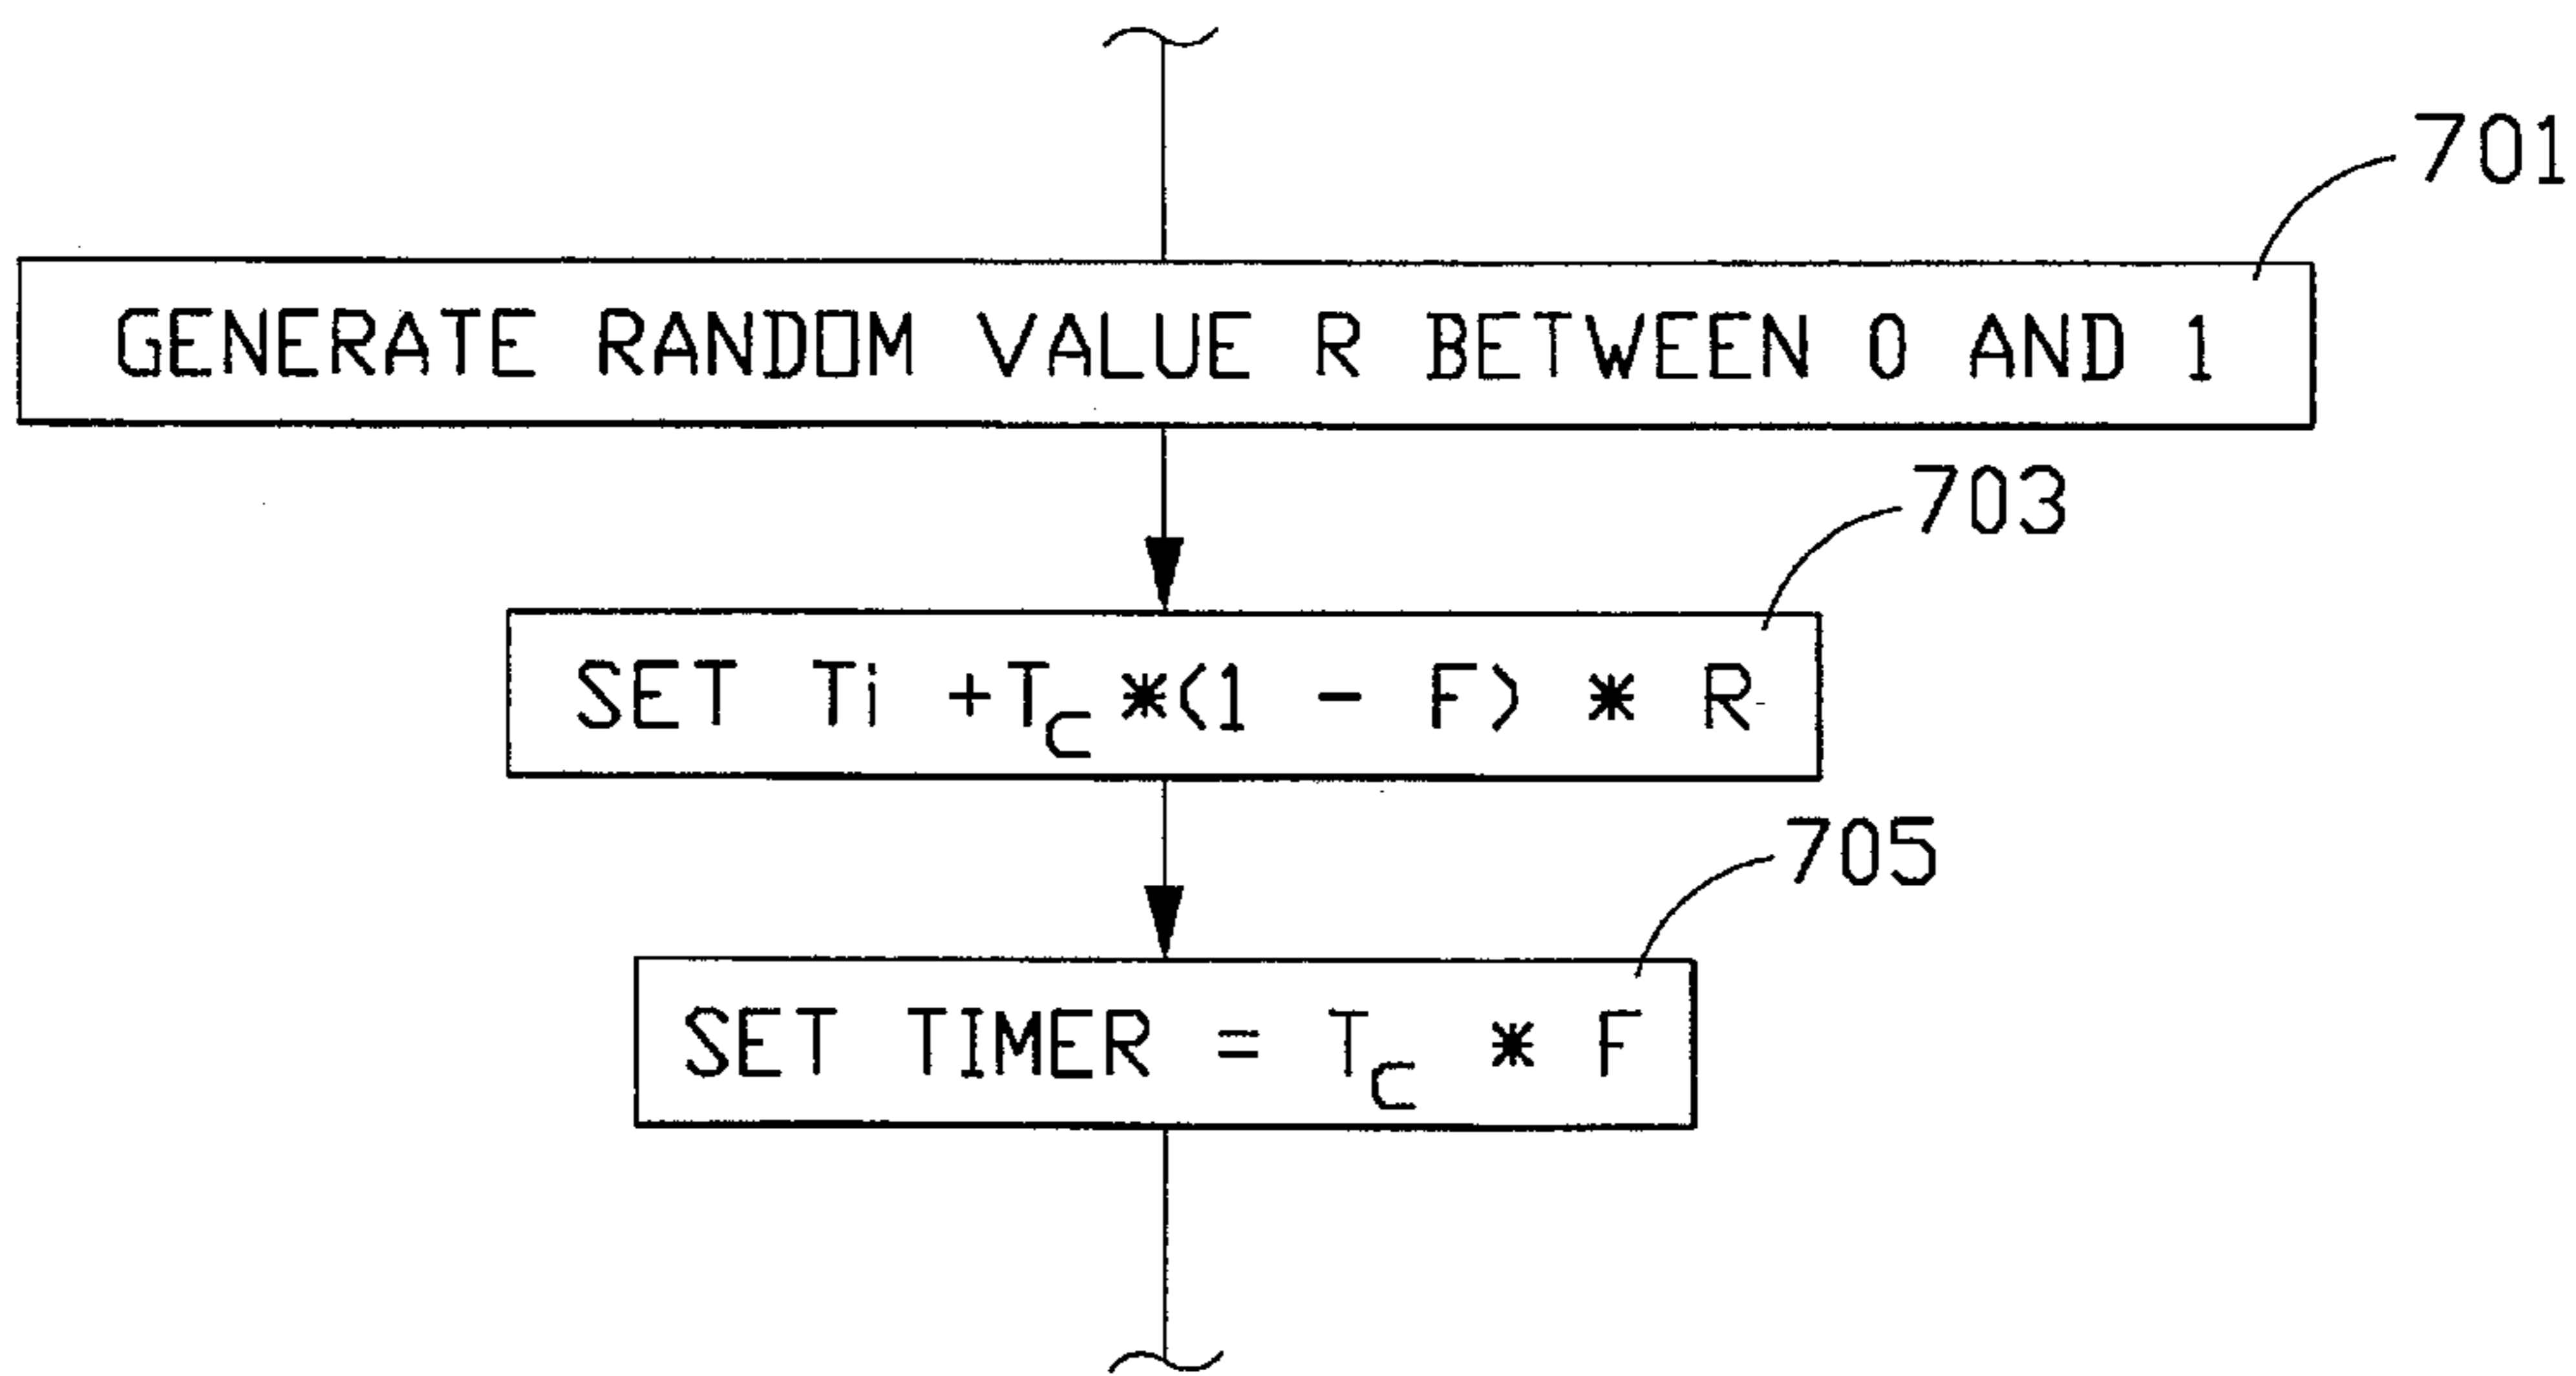 701
GENERATE RANDOM VALUE R BETWEEN 0 AND 1
703
SET Ti +TC *(1 - F) * R
705
SET TIMER = TC * F